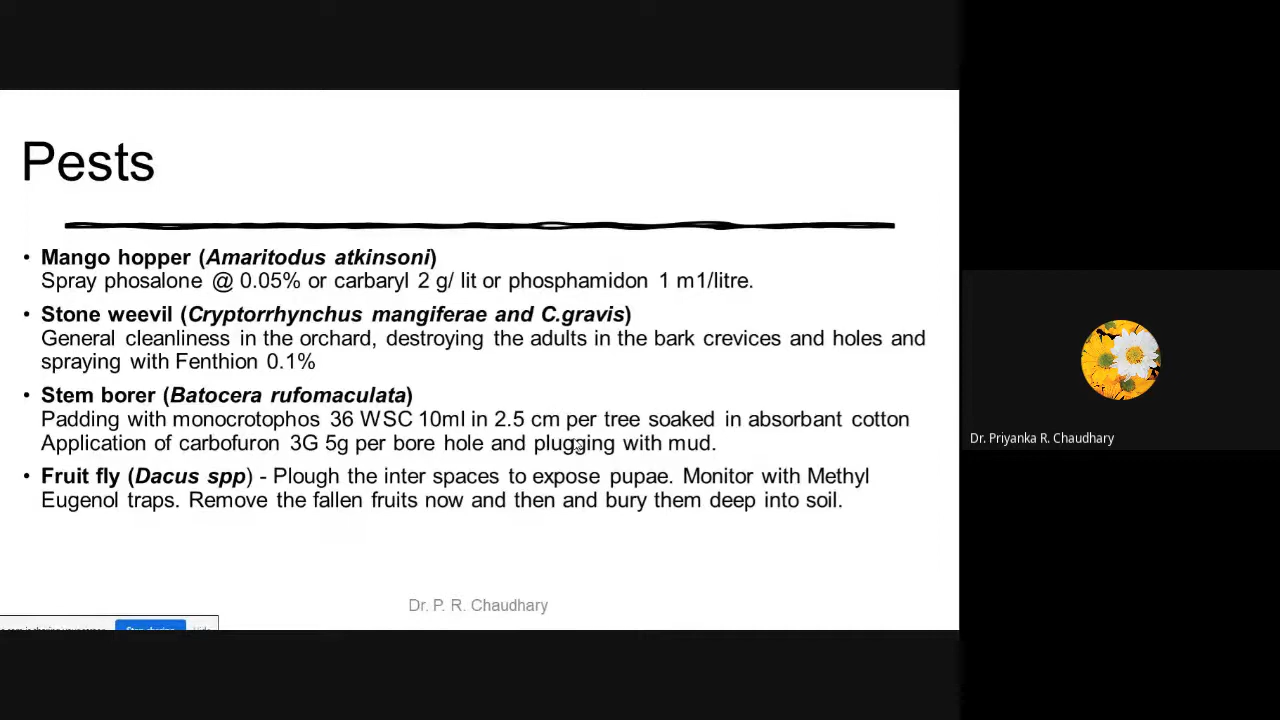 Pests
• Mango hopper (Amaritodus atkinsoni)
Spray phosalone @ 0.05% or carbaryl 2 g/ lit or phosphamidon 1 m1/litre.
• Stone weevil (Cryptorrhynchus mangiferae and C.gravis)
General cleanliness in the orchard, destroying the adults in the bark crevices and holes and
spraying with Fenthion 0.1%
• Stem borer (Batocera rufomaculata)
Padding with monocrotophos 36 WSC 10ml in 2.5 cm per tree soaked in absorbant cotton
Application of carbofuron 3G 5g per bore hole and plugging with mud.
• Fruit fly (Dacus spp) - Plough the inter spaces to expose pupae. Monitor with Methyl
Eugenol traps. Remove the fallen fruits now and then and bury them deep into soil.
Dr. P. R. Chaudhary
Dr. Priyanka R. Chaudhary